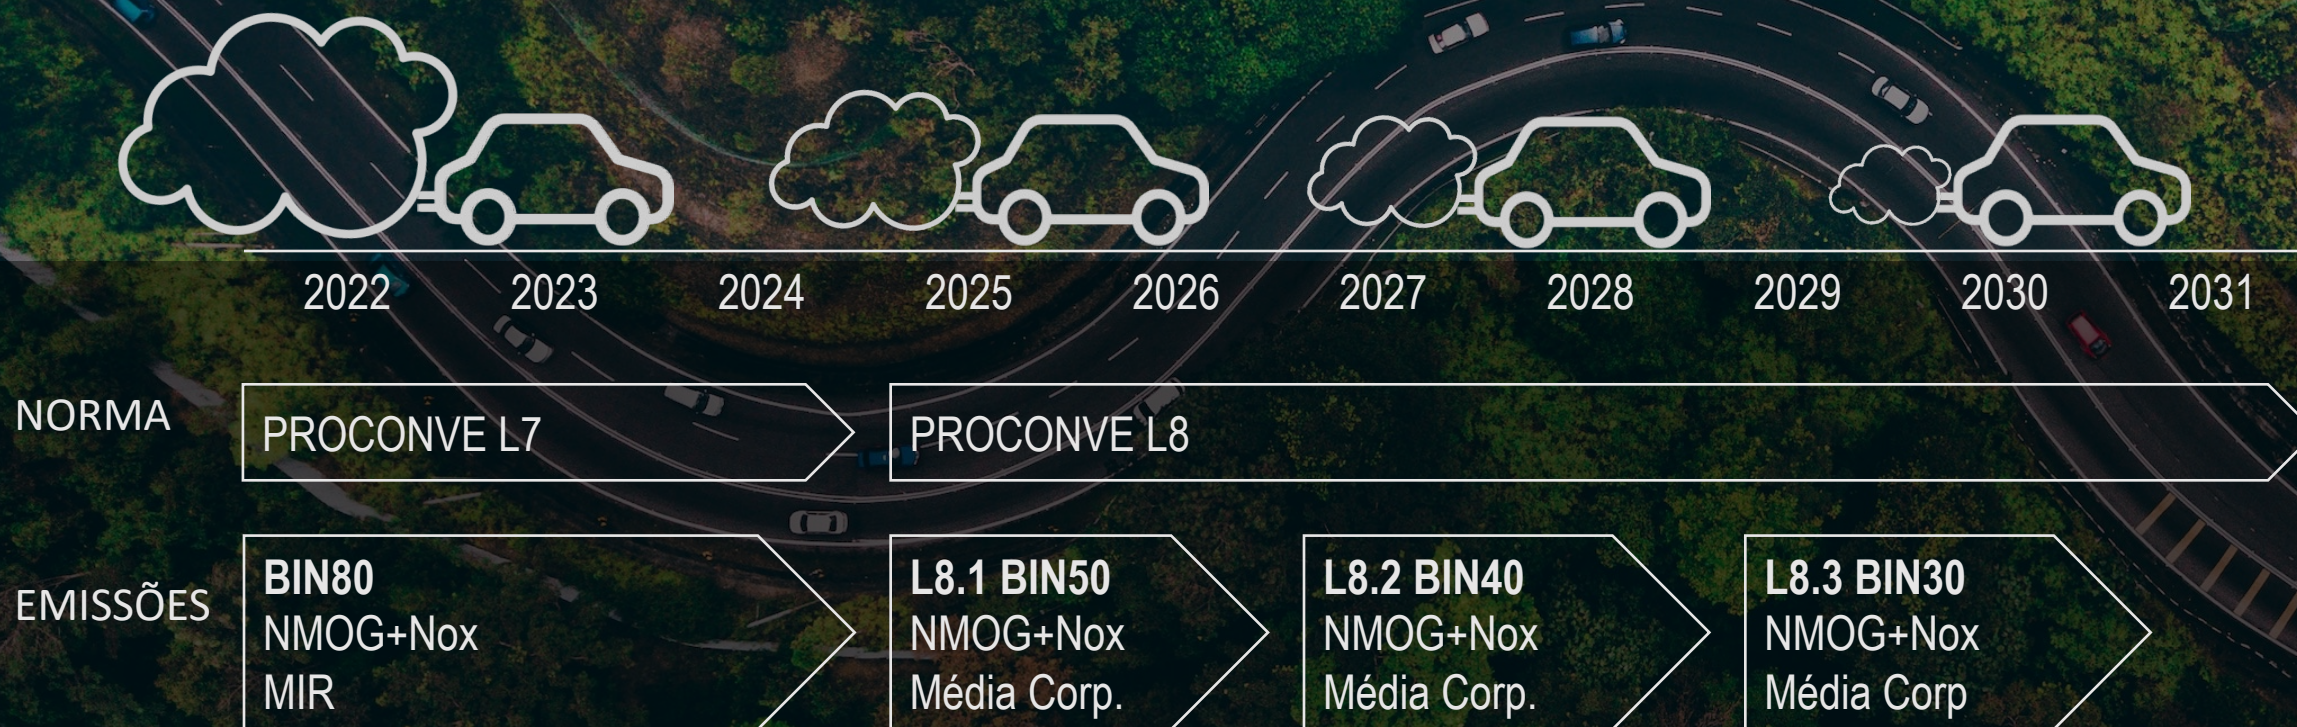 2022 2023 2024 2025 2026 2027 2028 2029 2030 2031
NORMA
PROCONVE L7
PROCONVE L8
EMISSÕES
BIN80
NMOG+Nox
MIR
L8.1 BIN50
NMOG+Nox
Média Corp.
L8.2 BIN40
NMOG+Nox
Média Corp.
L8.3 BIN30
NMOG+Nox
Média Corp